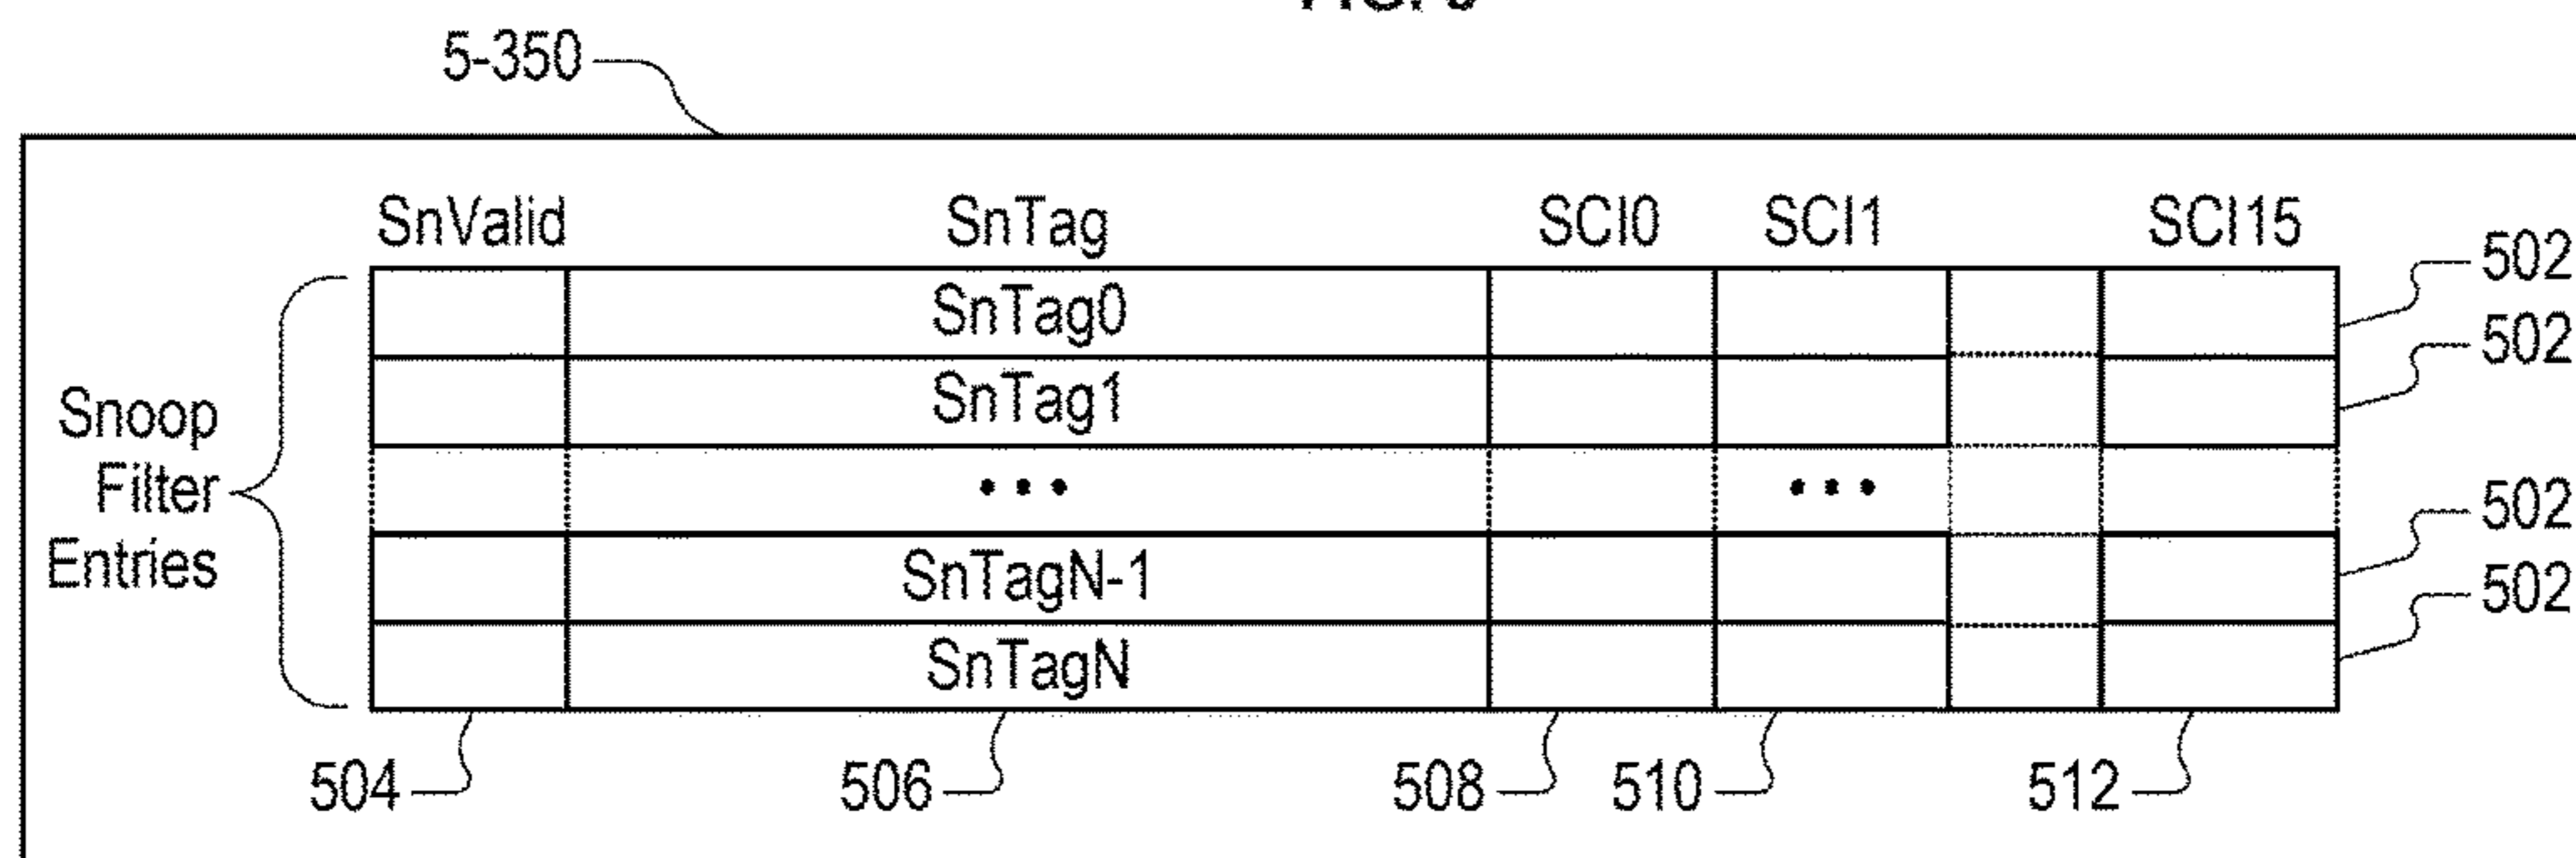 5-350
SnValid SnTag SCI0 SCI1 SCI15
SnTag0 502
SnTag1 502
Snoop
Filter
Entries
••• •••
SnTagN-1 502
SnTagN 502
504 506 508 510 512